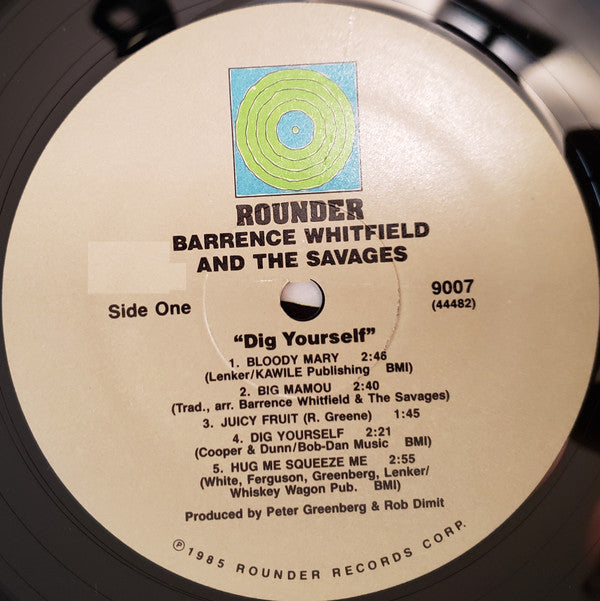 ROUNDER
BARRENCE WHITFIELD
AND THE SAVAGES
Side One
9007
(44482)
“Dig Yourself”
1. BLOODY MARY 2:46
(Lenker/KAWILE Publishing BMI)
2. BIG MAMOU 2:40
(Trad., arr. Barrence Whitfield & The Savages)
3. JUICY FRUIT (R. Greene) 1:45
4. DIG YOURSELF 2:21
(Cooper & Dunn/Bob-Dan Music BMI)
5. HUG ME SQUEEZE ME 2:55
(White, Ferguson, Greenberg, Lenker/
Whiskey Wagon Pub. BMI)
Produced by Peter Greenberg & Rob Dimit
℗ 1985 ROUNDER RECORDS CORP.